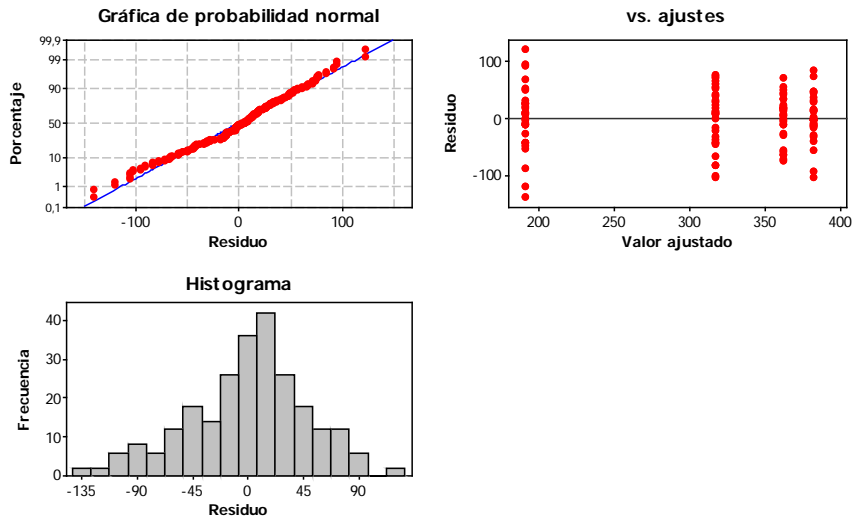 Gráfica de probabilidad normal
99,9
99
90
50
10
1
0,1
Porcentaje
-100 0 100
Residuo
vs. ajustes
100
0
-100
Residuo
200 250 300 350 400
Valor ajustado
Histograma
40
30
20
10
0
Frecuencia
-135 -90 -45 0 45 90
Residuo